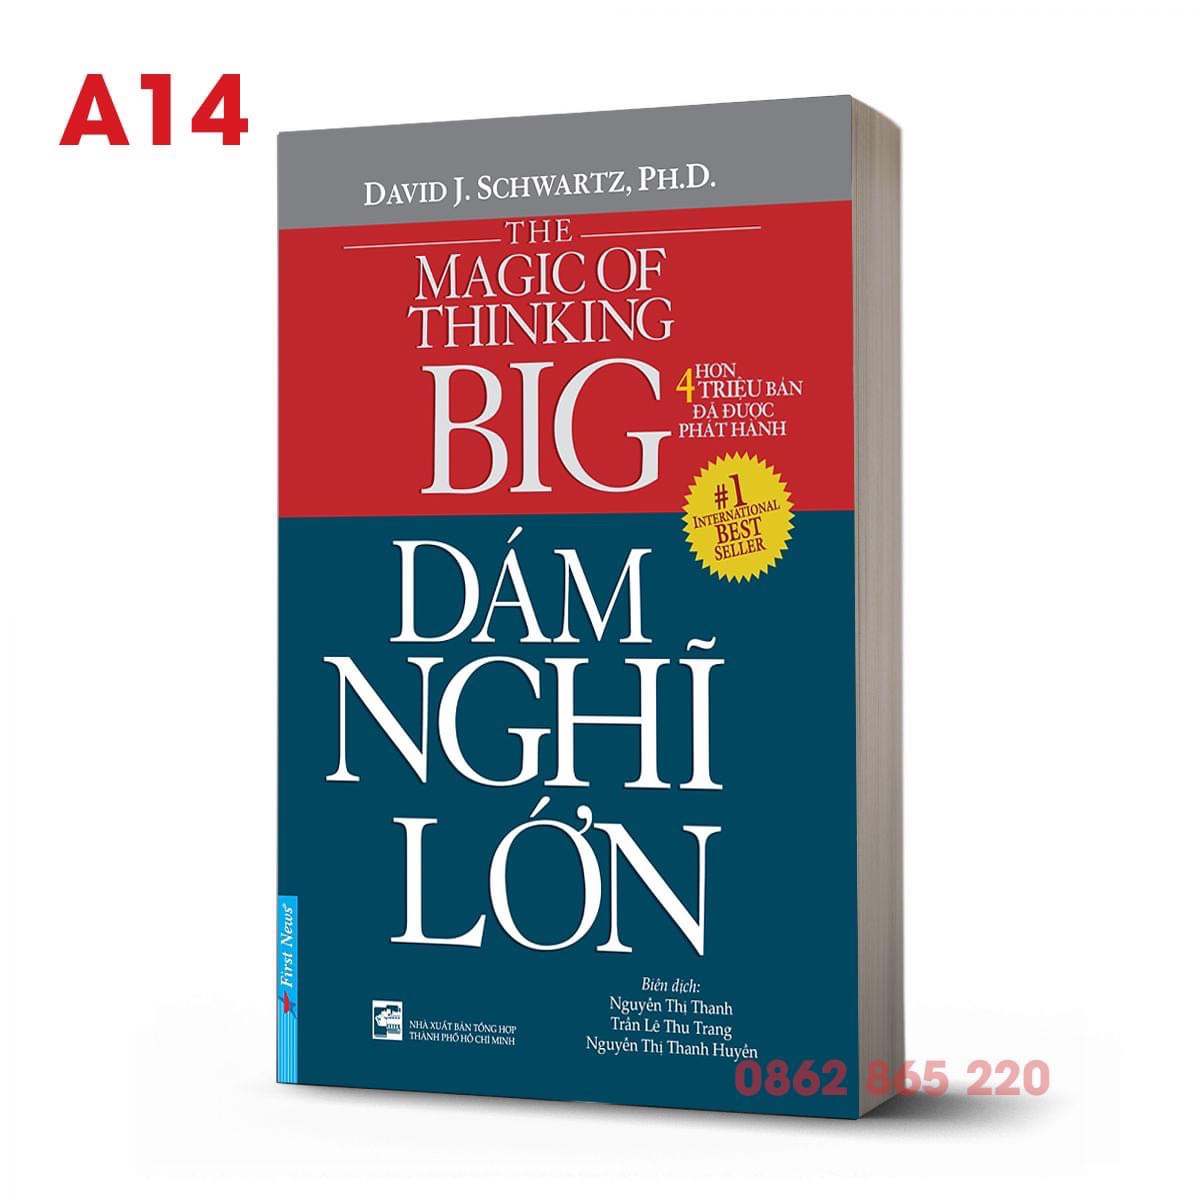 A14
DAVID J. SCHWARTZ, PH.D.
THE
MAGIC OF
THINKING
BIG
HƠN
4 TRIỆU BẢN
ĐÃ ĐƯỢC
PHÁT HÀNH
#1
INTERNATIONAL
BEST
SELLER
DÁM
NGHĨ
LỚN
First News
Biên dịch:
Nguyễn Thị Thanh
Trần Lê Thu Trang
Nguyễn Thị Thanh Huyền
NHÀ XUẤT BẢN TỔNG HỢP
THÀNH PHỐ HỒ CHÍ MINH
0862 865 220